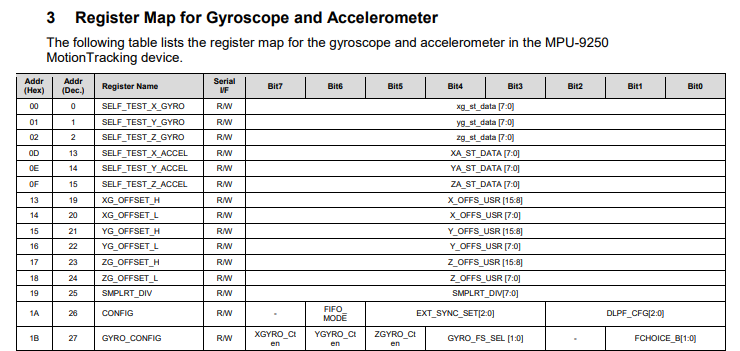 3 Register Map for Gyroscope and Accelerometer
The following table lists the register map for the gyroscope and accelerometer in the MPU-9250
MotionTracking device.
Addr (Hex) Addr (Dec.) Register Name Serial I/F Bit7 Bit6 Bit5 Bit4 Bit3 Bit2 Bit1 Bit0
00 0 SELF_TEST_X_GYRO R/W xg_st_data [7:0]
01 1 SELF_TEST_Y_GYRO R/W yg_st_data [7:0]
02 2 SELF_TEST_Z_GYRO R/W zg_st_data [7:0]
0D 13 SELF_TEST_X_ACCEL R/W XA_ST_DATA [7:0]
0E 14 SELF_TEST_Y_ACCEL R/W YA_ST_DATA [7:0]
0F 15 SELF_TEST_Z_ACCEL R/W ZA_ST_DATA [7:0]
13 19 XG_OFFSET_H R/W X_OFFS_USR [15:8]
14 20 XG_OFFSET_L R/W X_OFFS_USR [7:0]
15 21 YG_OFFSET_H R/W Y_OFFS_USR [15:8]
16 22 YG_OFFSET_L R/W Y_OFFS_USR [7:0]
17 23 ZG_OFFSET_H R/W Z_OFFS_USR [15:8]
18 24 ZG_OFFSET_L R/W Z_OFFS_USR [7:0]
19 25 SMPLRT_DIV R/W SMPLRT_DIV[7:0]
1A 26 CONFIG R/W - FIFO_MODE EXT_SYNC_SET[2:0] DLPF_CFG[2:0]
1B 27 GYRO_CONFIG R/W XGYRO_Ct en YGYRO_Ct en ZGYRO_Ct en GYRO_FS_SEL [1:0] - FCHOICE_B[1:0]